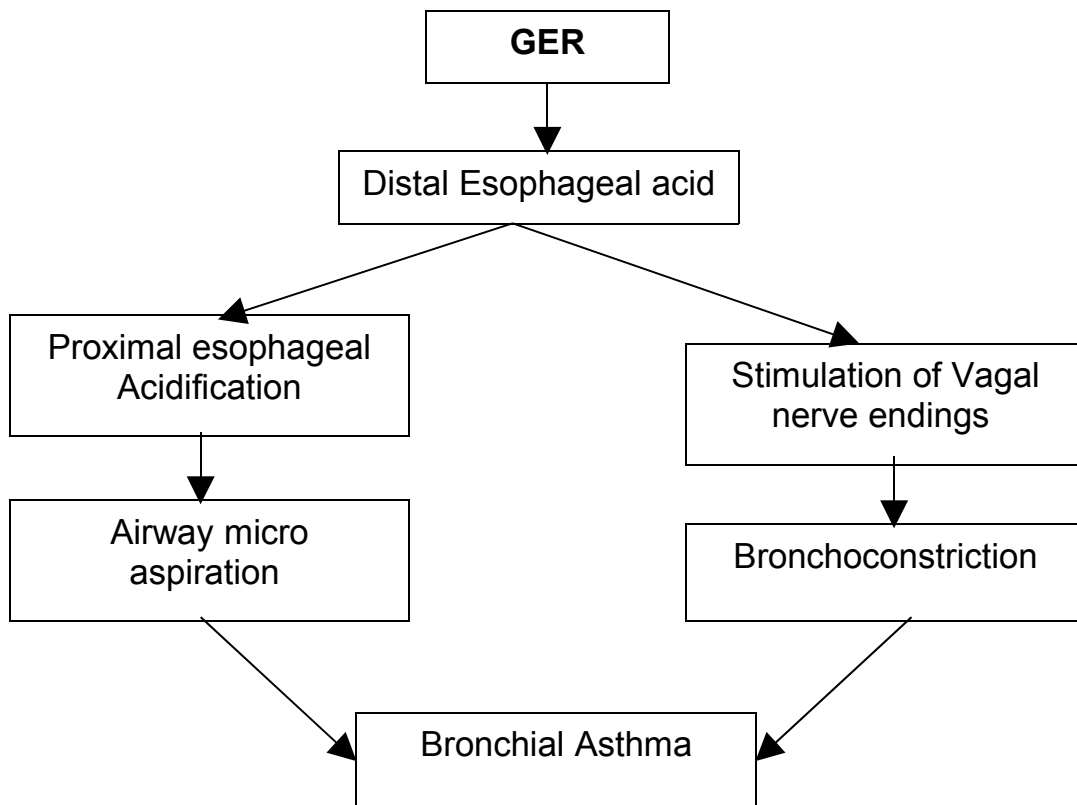 GER
Distal Esophageal acid
Proximal esophageal
Acidification
Stimulation of Vagal
nerve endings
Airway micro
aspiration
Bronchoconstriction
Bronchial Asthma